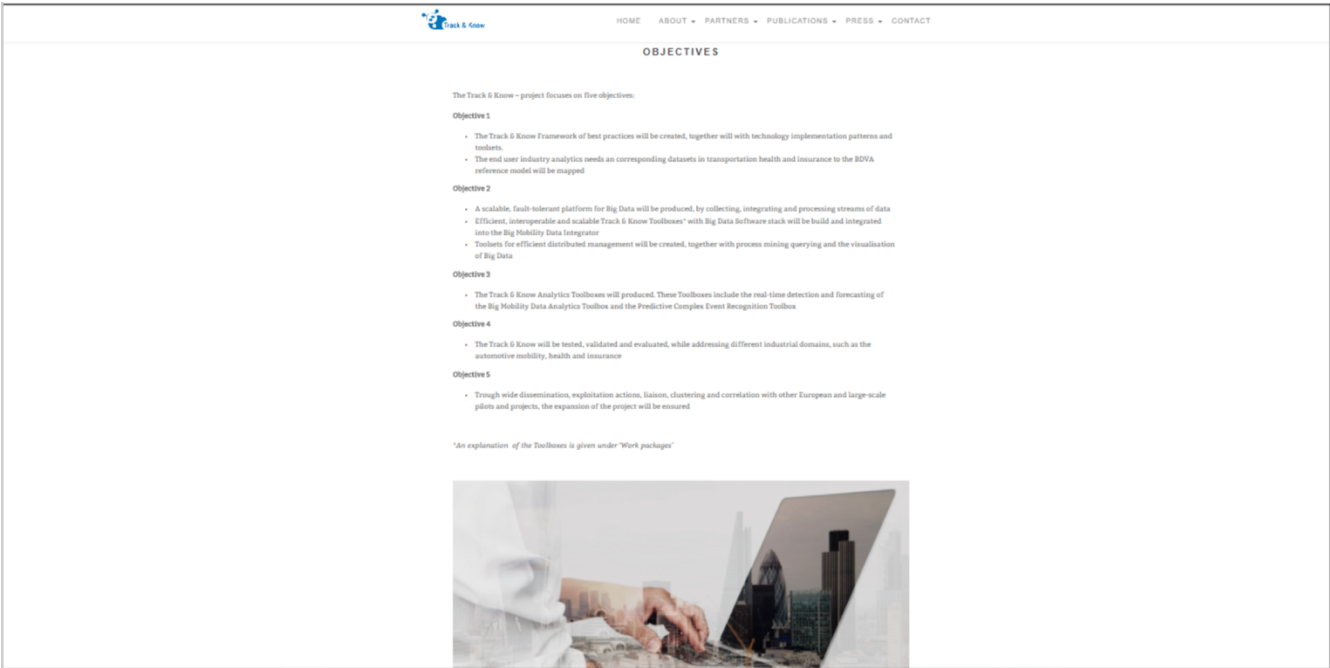 Track & Know
HOME ABOUT PARTNERS PUBLICATIONS PRESS CONTACT
OBJECTIVES
The Track & Know – project focuses on five objectives:
Objective 1
• The Track & Know Framework of best practices will be created, together will with technology implementation patterns and
toolsets.
• The end user industry analytics needs an corresponding datasets in transportation health and insurance to the BDVA
reference model will be mapped
Objective 2
• A scalable, fault-tolerant platform for Big Data will be produced, by collecting, integrating and processing streams of data
• Efficient, interoperable and scalable Track & Know Toolboxes* with Big Data Software stack will be build and integrated
into the Big Mobility Data Integrator
• Toolsets for efficient distributed management will be created, together with process mining querying and the visualisation
of Big Data
Objective 3
• The Track & Know Analytics Toolboxes will produced. These Toolboxes include the real-time detection and forecasting of
the Big Mobility Data Analytics Toolbox and the Predictive Complex Event Recognition Toolbox
Objective 4
• The Track & Know will be tested, validated and evaluated, while addressing different industrial domains, such as the
automotive mobility, health and insurance
Objective 5
• Trough wide dissemination, exploitation actions, liaison, clustering and correlation with other European and large-scale
pilots and projects, the expansion of the project will be ensured
*An explanation of the Toolboxes is given under 'Work packages'